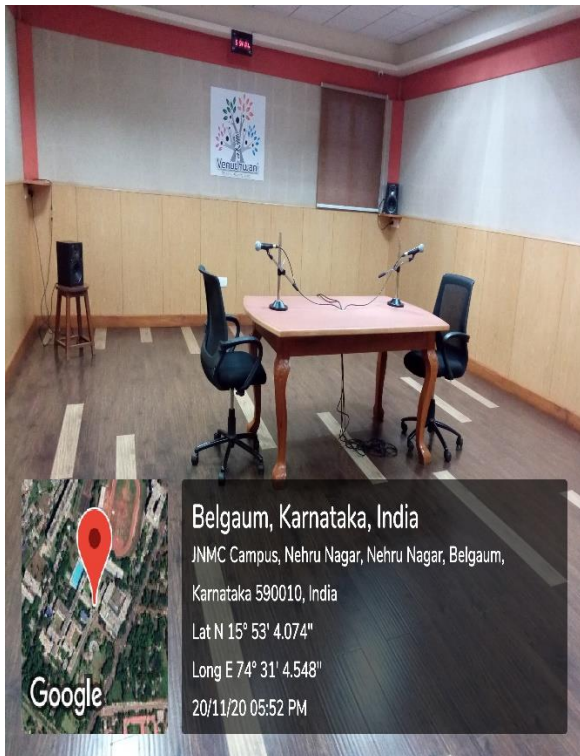 Venudhwani
Belgaum, Karnataka, India
JNMC Campus, Nehru Nagar, Nehru Nagar, Belgaum,
Karnataka 590010, India
Lat N 15° 53' 4.074"
Long E 74° 31' 4.548"
20/11/20 05:52 PM
Google